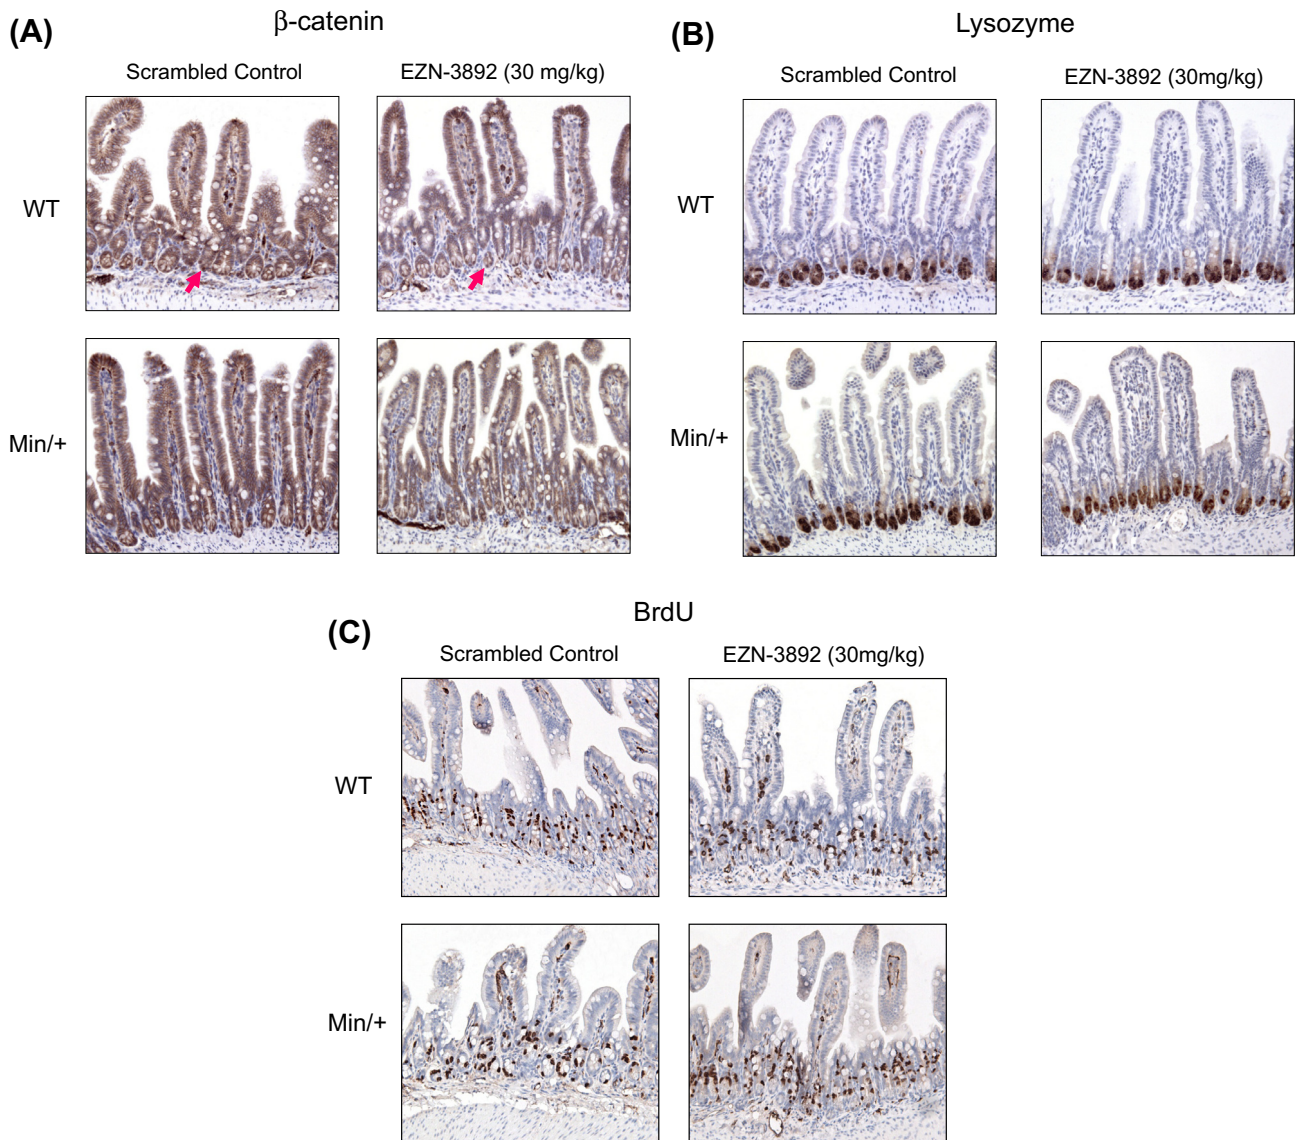 (A)
β-catenin
Scrambled Control
EZN-3892 (30 mg/kg)
WT
Min/+
(B)
Lysozyme
Scrambled Control
EZN-3892 (30mg/kg)
WT
Min/+
(C)
BrdU
Scrambled Control
EZN-3892 (30mg/kg)
WT
Min/+